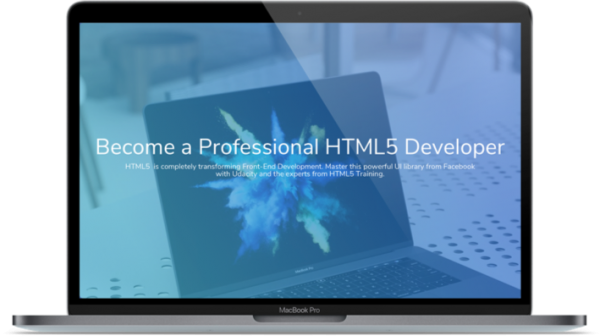 Become a Professional HTML5 Developer
HTML5 is completely transforming Front-End Development. Master this powerful UI library from Facebook
with Udacity and the experts from HTML5 Training.
MacBook Pro